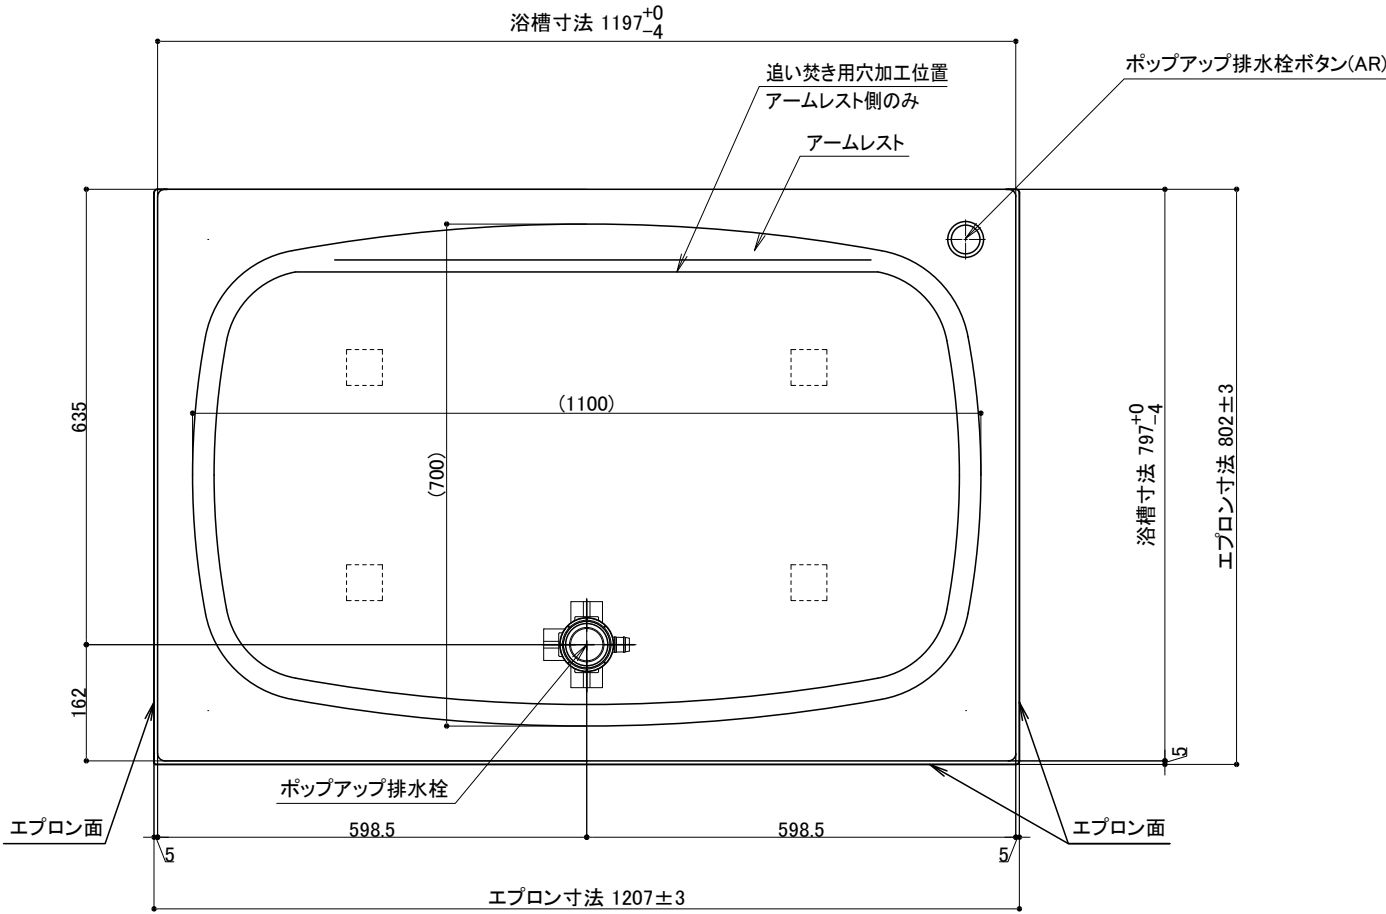 浴槽寸法 1197+0-4
追い焚き用穴加工位置
アームレスト側のみ
ポップアップ排水栓ボタン(AR)
アームレスト
635
(1100)
(700)
浴槽寸法 797+0-4
エプロン寸法 802±3
162
5
ポップアップ排水栓
エプロン面
598.5
598.5
エプロン面
5
5
エプロン寸法 1207±3